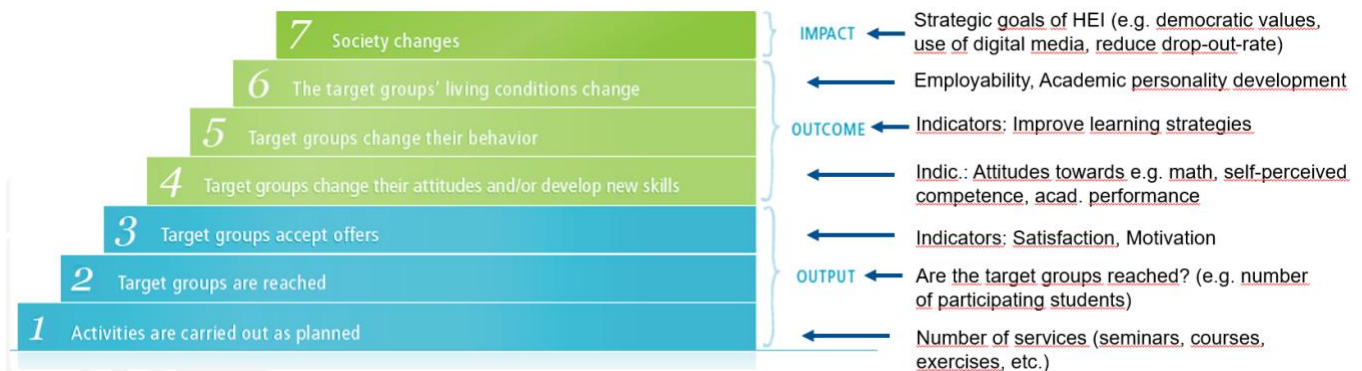 7 Society changes
IMPACT
Strategic goals of HEI (e.g. democratic values,
use of digital media, reduce drop-out-rate)
6 The target groups' living conditions change
Employability, Academic personality development
5 Target groups change their behavior
OUTCOME
Indicators: Improve learning strategies
4 Target groups change their attitudes and/or develop new skills
Indic.: Attitudes towards e.g. math, self-perceived
competence, acad. performance
3 Target groups accept offers
Indicators: Satisfaction, Motivation
2 Target groups are reached
OUTPUT
Are the target groups reached? (e.g. number
of participating students)
1 Activities are carried out as planned
Number of services (seminars, courses,
exercises, etc.)